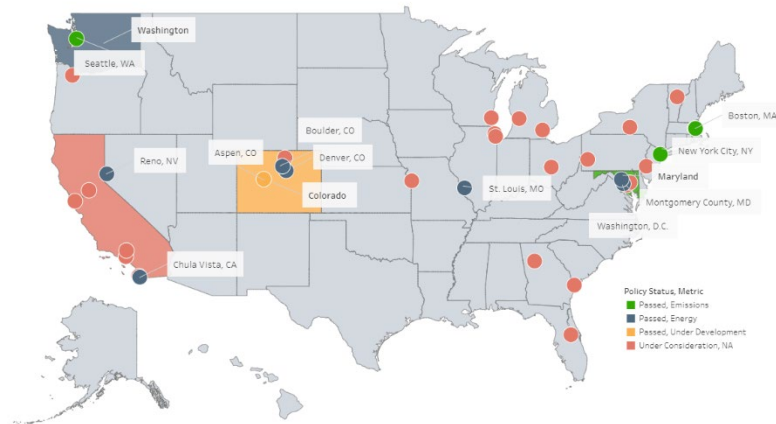 Washington
Seattle, WA
Boston, MA
Boulder, CO
Aspen, CO
Denver, CO
New York City, NY
Reno, NV
Maryland
Colorado
St. Louis, MO
Montgomery County, MD
Washington, D.C.
Chula Vista, CA
Policy Status, Metric
Passed, Emissions
Passed, Energy
Passed, Under Development
Under Consideration, NA